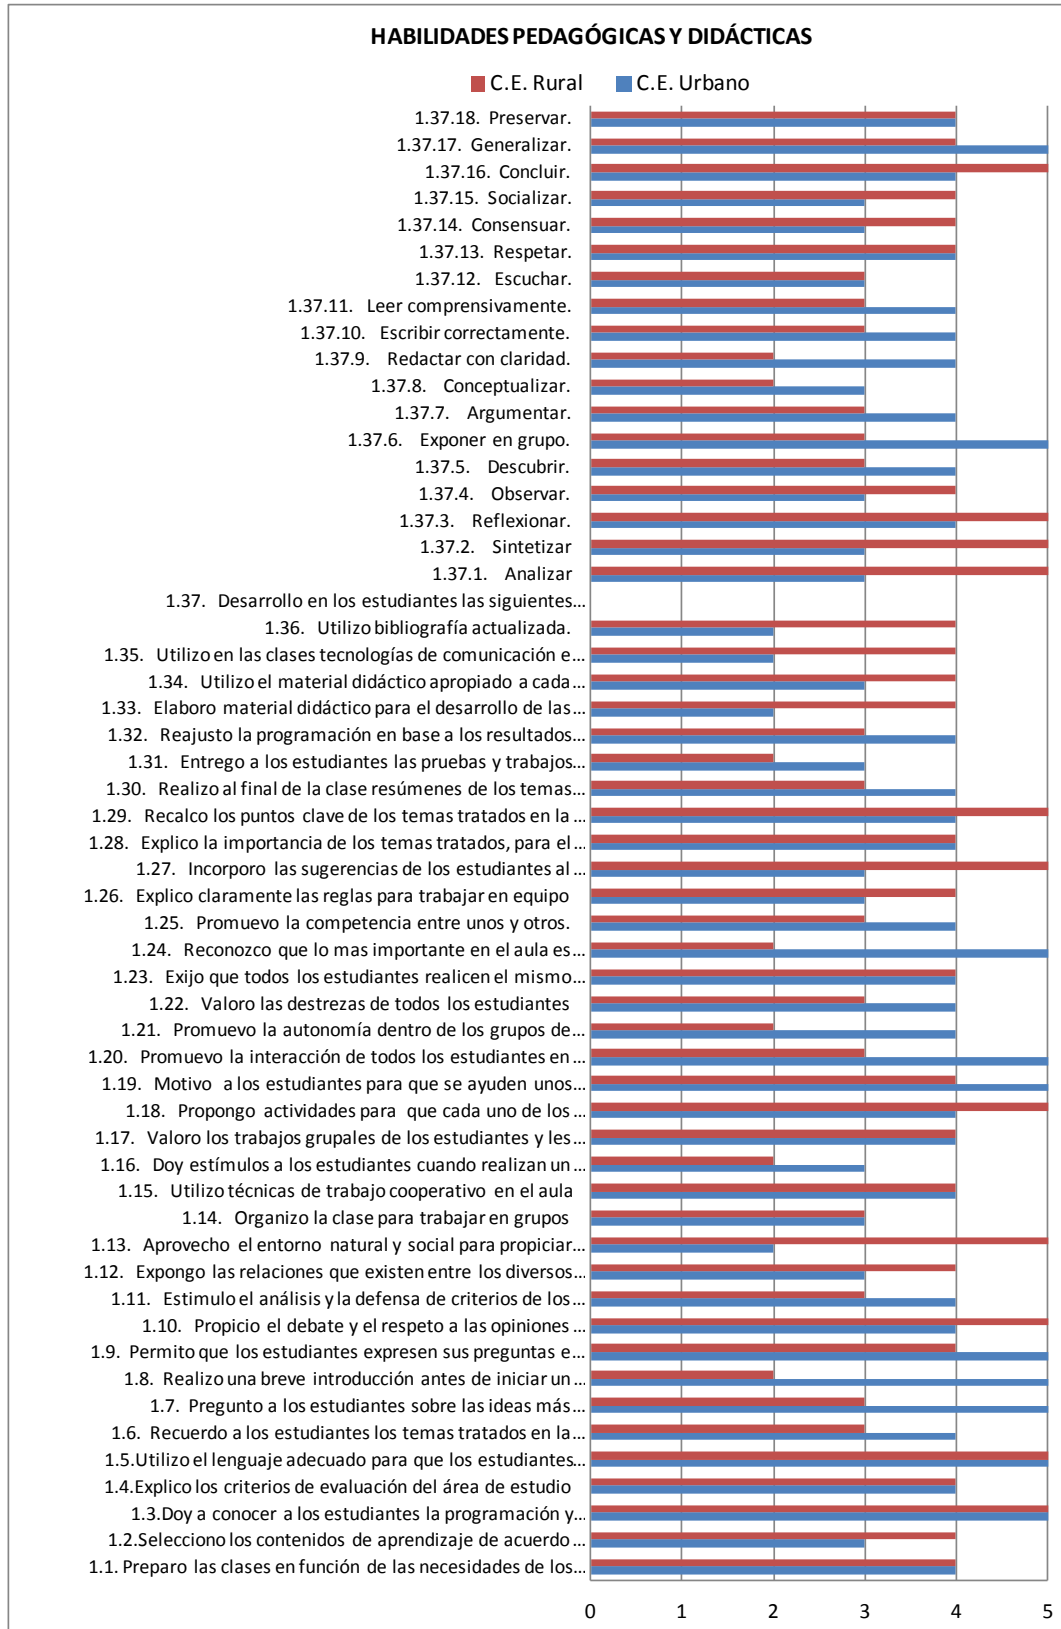 HABILIDADES PEDAGÓGICAS Y DIDÁCTICAS
C.E. Rural C.E. Urbano
1.37.18. Preservar.
1.37.17. Generalizar.
1.37.16. Concluir.
1.37.15. Socializar.
1.37.14. Consensuar.
1.37.13. Respetar.
1.37.12. Escuchar.
1.37.11. Leer comprensivamente.
1.37.10. Escribir correctamente.
1.37.9. Redactar con claridad.
1.37.8. Conceptualizar.
1.37.7. Argumentar.
1.37.6. Exponer en grupo.
1.37.5. Descubrir.
1.37.4. Observar.
1.37.3. Reflexionar.
1.37.2. Sintetizar
1.37.1. Analizar
1.37. Desarrollo en los estudiantes las siguientes...
1.36. Utilizo bibliografía actualizada.
1.35. Utilizo en las clases tecnologías de comunicación e...
1.34. Utilizo el material didáctico apropiado a cada...
1.33. Elaboro material didáctico para el desarrollo de las...
1.32. Reajusto la programación en base a los resultados...
1.31. Entrego a los estudiantes las pruebas y trabajos...
1.30. Realizo al final de la clase resúmenes de los temas...
1.29. Recalco los puntos clave de los temas tratados en la...
1.28. Explico la importancia de los temas tratados, para el...
1.27. Incorporo las sugerencias de los estudiantes al...
1.26. Explico claramente las reglas para trabajar en equipo
1.25. Promuevo la competencia entre unos y otros.
1.24. Reconozco que lo mas importante en el aula es...
1.23. Exijo que todos los estudiantes realicen el mismo...
1.22. Valoro las destrezas de todos los estudiantes
1.21. Promuevo la autonomía dentro de los grupos de...
1.20. Promuevo la interacción de todos los estudiantes en...
1.19. Motivo a los estudiantes para que se ayuden unos...
1.18. Propongo actividades para que cada uno de los...
1.17. Valoro los trabajos grupales de los estudiantes y les...
1.16. Doy estímulos a los estudiantes cuando realizan un...
1.15. Utilizo técnicas de trabajo cooperativo en el aula
1.14. Organizo la clase para trabajar en grupos
1.13. Aprovecho el entorno natural y social para propiciar...
1.12. Expongo las relaciones que existen entre los diversos...
1.11. Estimulo el análisis y la defensa de criterios de los...
1.10. Propicio el debate y el respeto a las opiniones...
1.9. Permito que los estudiantes expresen sus preguntas e...
1.8. Realizo una breve introducción antes de iniciar un...
1.7. Pregunto a los estudiantes sobre las ideas más...
1.6. Recuerdo a los estudiantes los temas tratados en la...
1.5.Utilizo el lenguaje adecuado para que los estudiantes...
1.4.Explico los criterios de evaluación del área de estudio
1.3.Doy a conocer a los estudiantes la programación y...
1.2.Selecciono los contenidos de aprendizaje de acuerdo...
1.1. Preparo las clases en función de las necesidades de los...
0 1 2 3 4 5